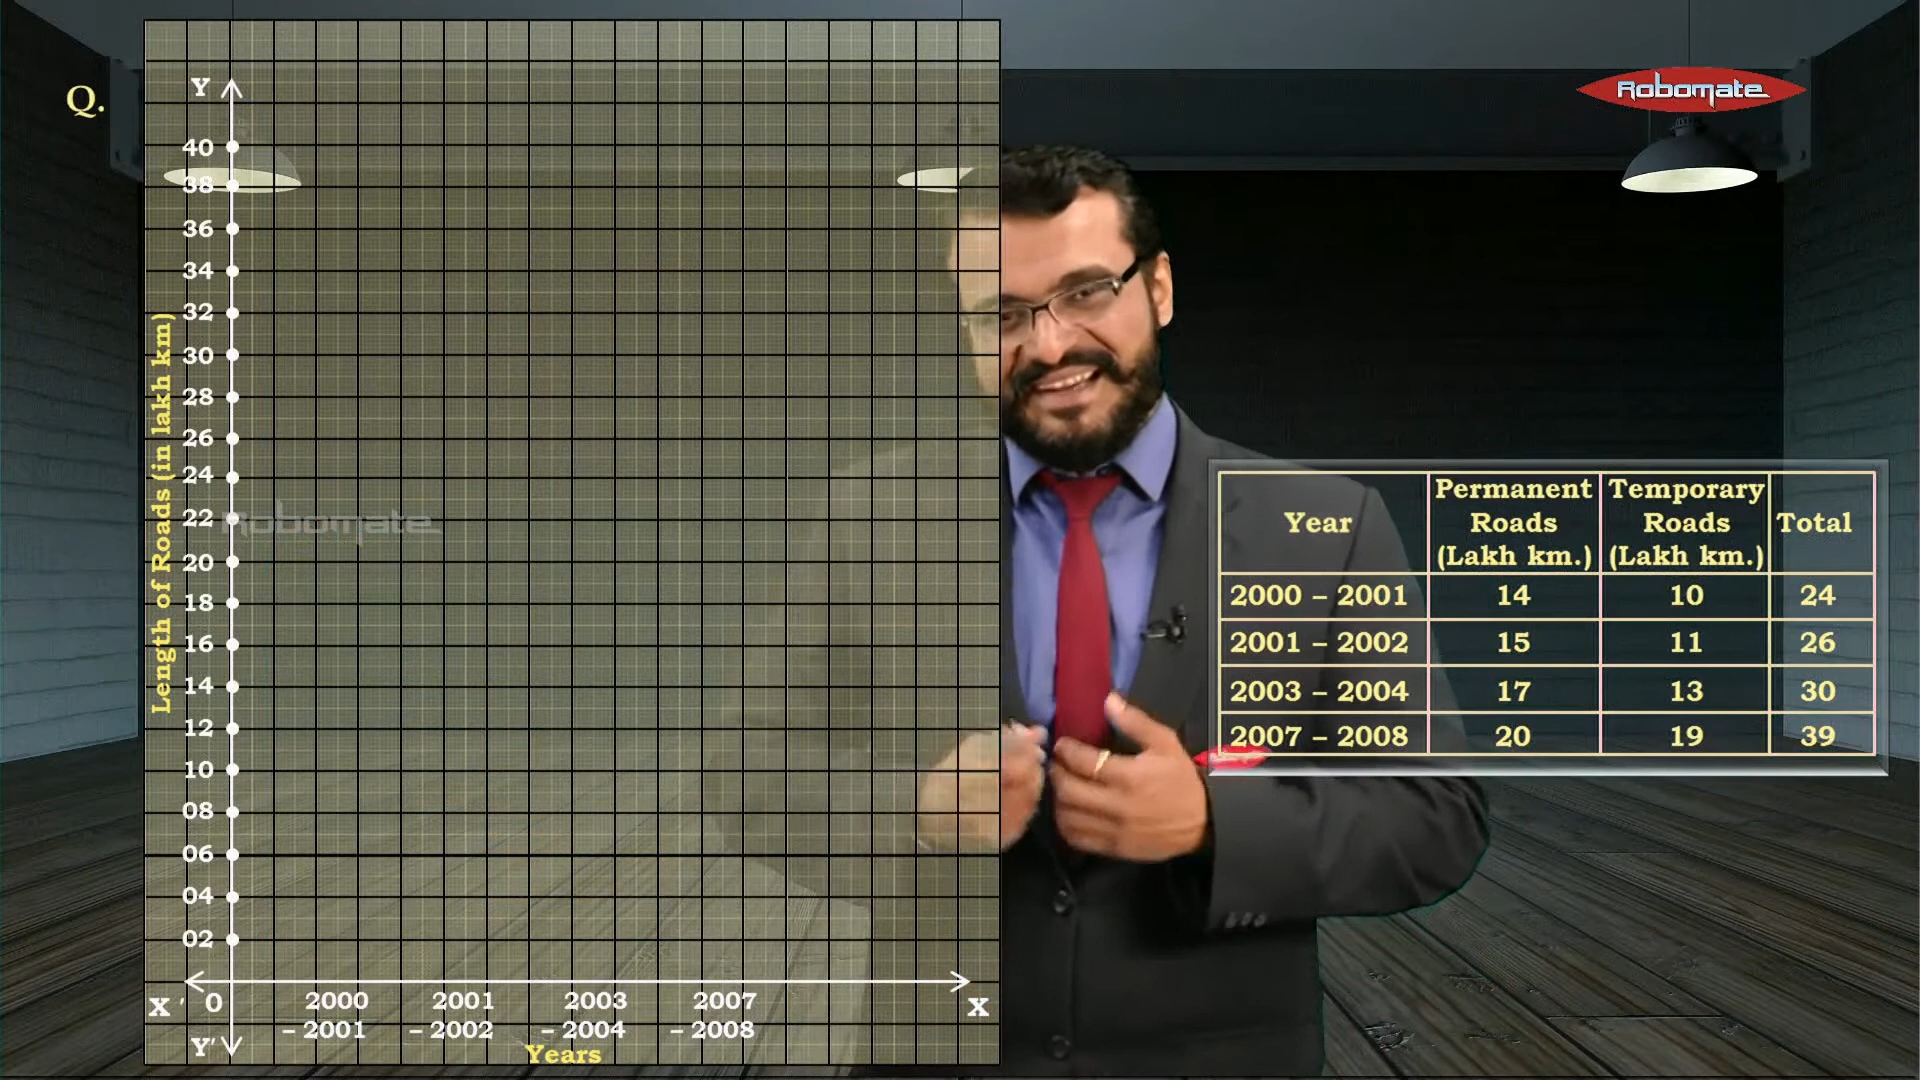 Q.
Robomate
Y
40
38
36
34
32
30
28
26
24
22
20
18
16
14
12
10
08
06
04
02
Length of Roads (in lakh km)
Robomate
X' 0 2000 – 2001 2001 – 2002 2003 – 2004 2007 – 2008 X
Y'
Years
Year Permanent Roads (Lakh km.) Temporary Roads (Lakh km.) Total
2000 – 2001 14 10 24
2001 – 2002 15 11 26
2003 – 2004 17 13 30
2007 – 2008 20 19 39